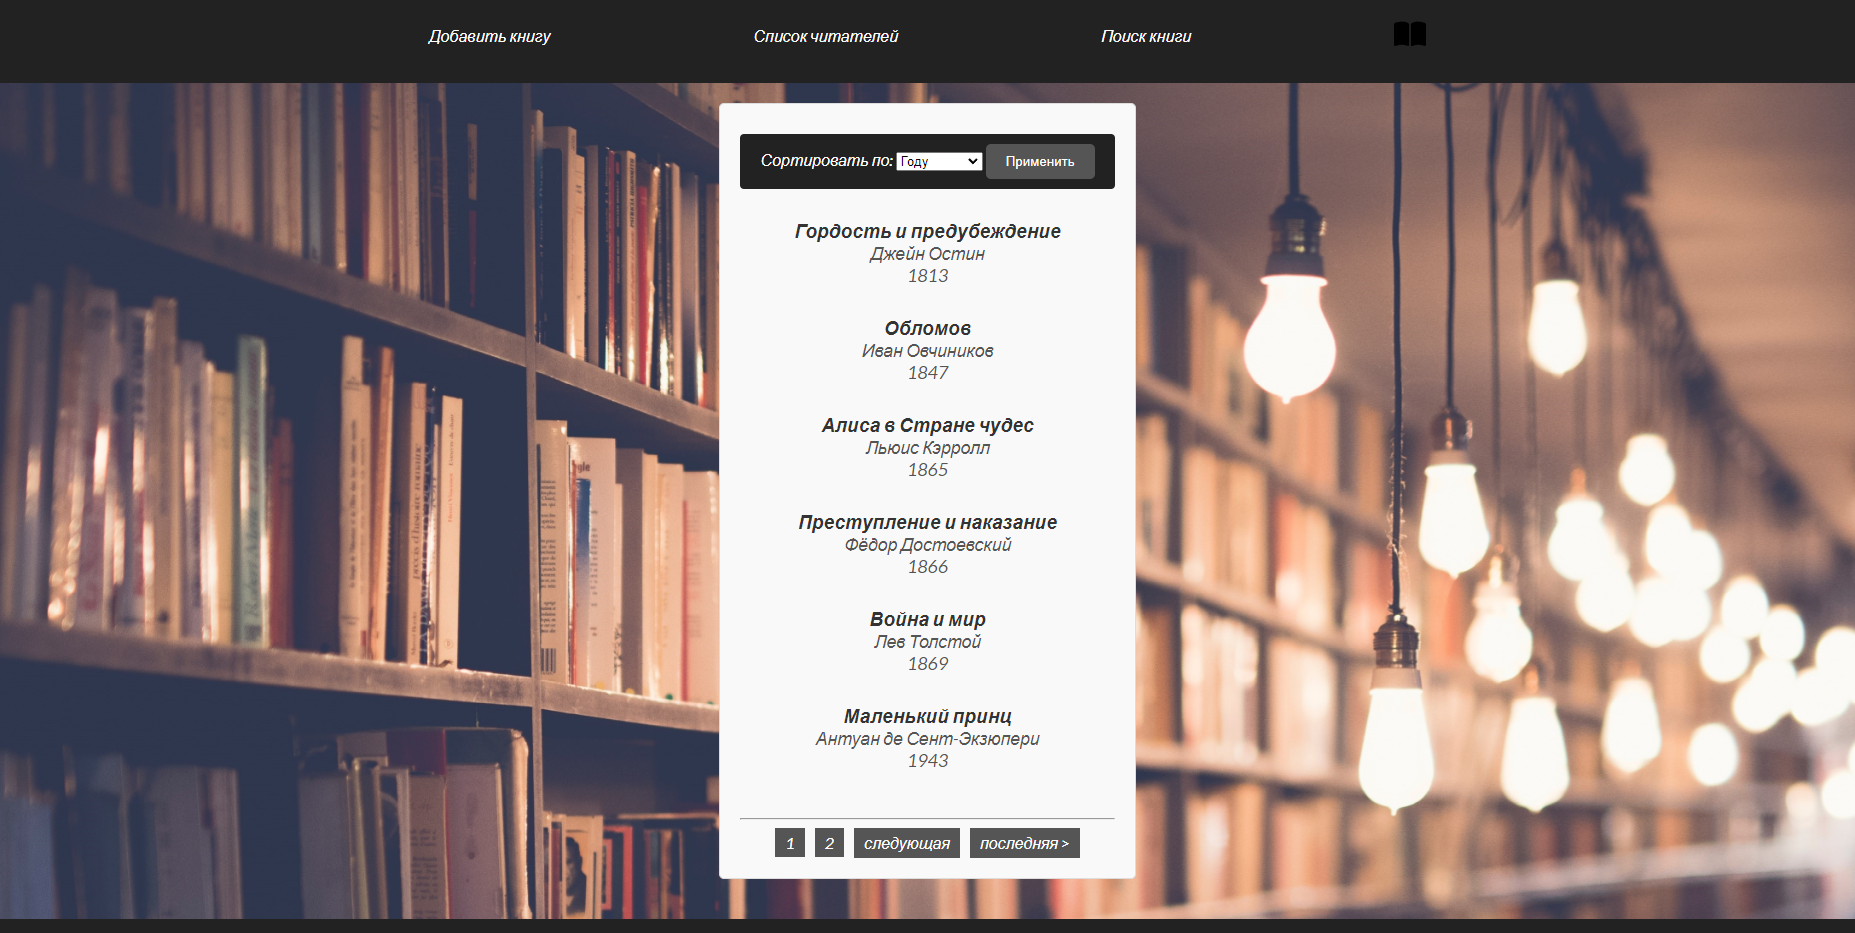 Добавить книгу
Список читателей
Поиск книги
Сортировать по: Году Применить
Гордость и предубеждение
Джейн Остин
1813
Обломов
Иван Овчиников
1847
Алиса в Стране чудес
Льюис Кэрролл
1865
Преступление и наказание
Фёдор Достоевский
1866
Война и мир
Лев Толстой
1869
Маленький принц
Антуан де Сент-Экзюпери
1943
1 2 следующая последняя >